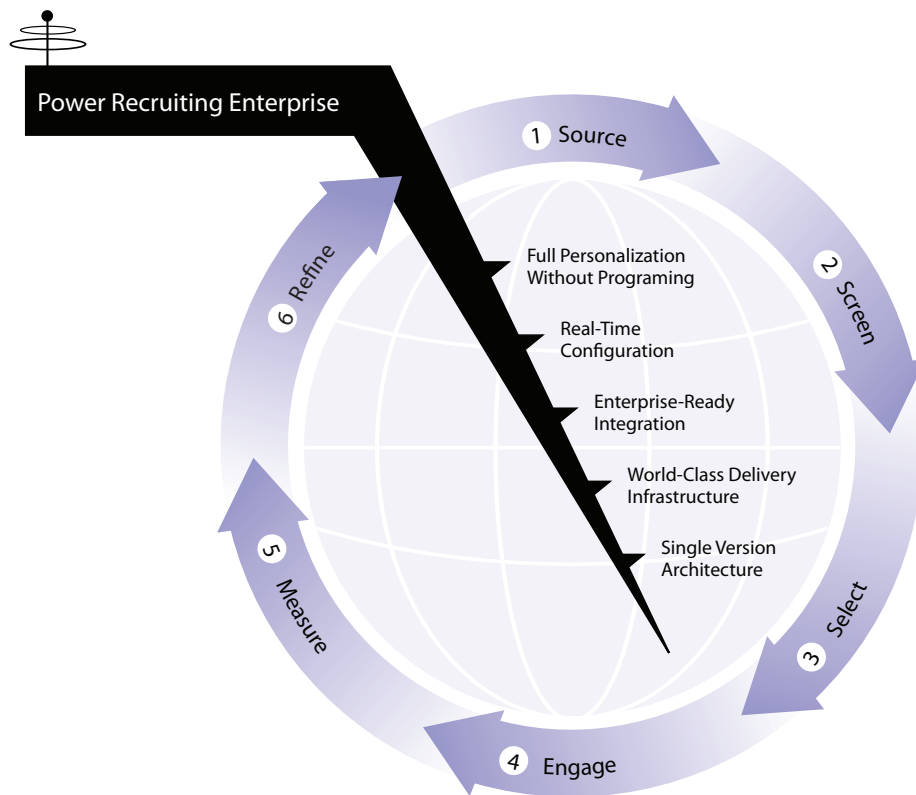 Power Recruiting Enterprise
1 Source
2 Screen
3 Select
4 Engage
5 Measure
6 Refine
Full Personalization
Without Programing
Real-Time
Configuration
Enterprise-Ready
Integration
World-Class Delivery
Infrastructure
Single Version
Architecture